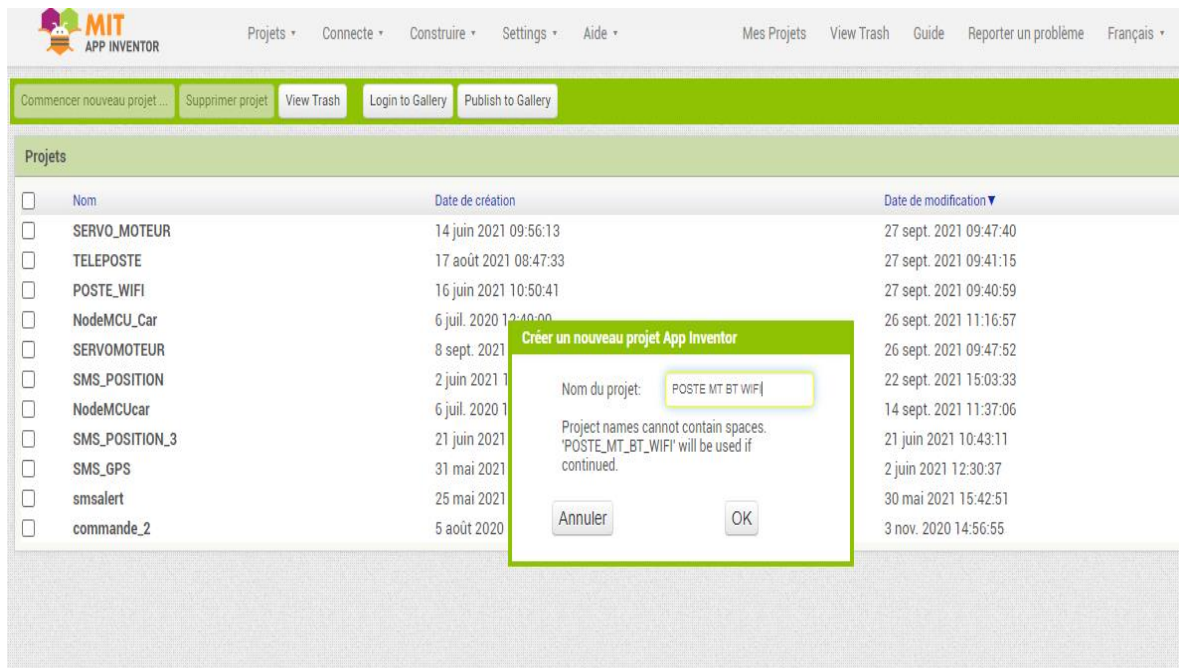 MIT
APP INVENTOR
Projets Connecte Construire Settings Aide Mes Projets View Trash Guide Reporter un problème Français
Commencer nouveau projet ... Supprimer projet View Trash Login to Gallery Publish to Gallery
Projets
Nom Date de création Date de modification
SERVO_MOTEUR 14 juin 2021 09:56:13 27 sept. 2021 09:47:40
TELEPOSTE 17 août 2021 08:47:33 27 sept. 2021 09:41:15
POSTE_WIFI 16 juin 2021 10:50:41 27 sept. 2021 09:40:59
NodeMCU_Car 6 juil. 2020 12:49:00 26 sept. 2021 11:16:57
SERVOMOTEUR 8 sept. 2021 26 sept. 2021 09:47:52
SMS_POSITION 2 juin 2021 1 22 sept. 2021 15:03:33
NodeMCUcar 6 juil. 2020 1 14 sept. 2021 11:37:06
SMS_POSITION_3 21 juin 2021 21 juin 2021 10:43:11
SMS_GPS 31 mai 2021 2 juin 2021 12:30:37
smsalert 25 mai 2021 30 mai 2021 15:42:51
commande_2 5 août 2020 3 nov. 2020 14:56:55
Créer un nouveau projet App Inventor
Nom du projet: POSTE MT BT WIFI
Project names cannot contain spaces.
'POSTE_MT_BT_WIFI' will be used if
continued.
Annuler OK